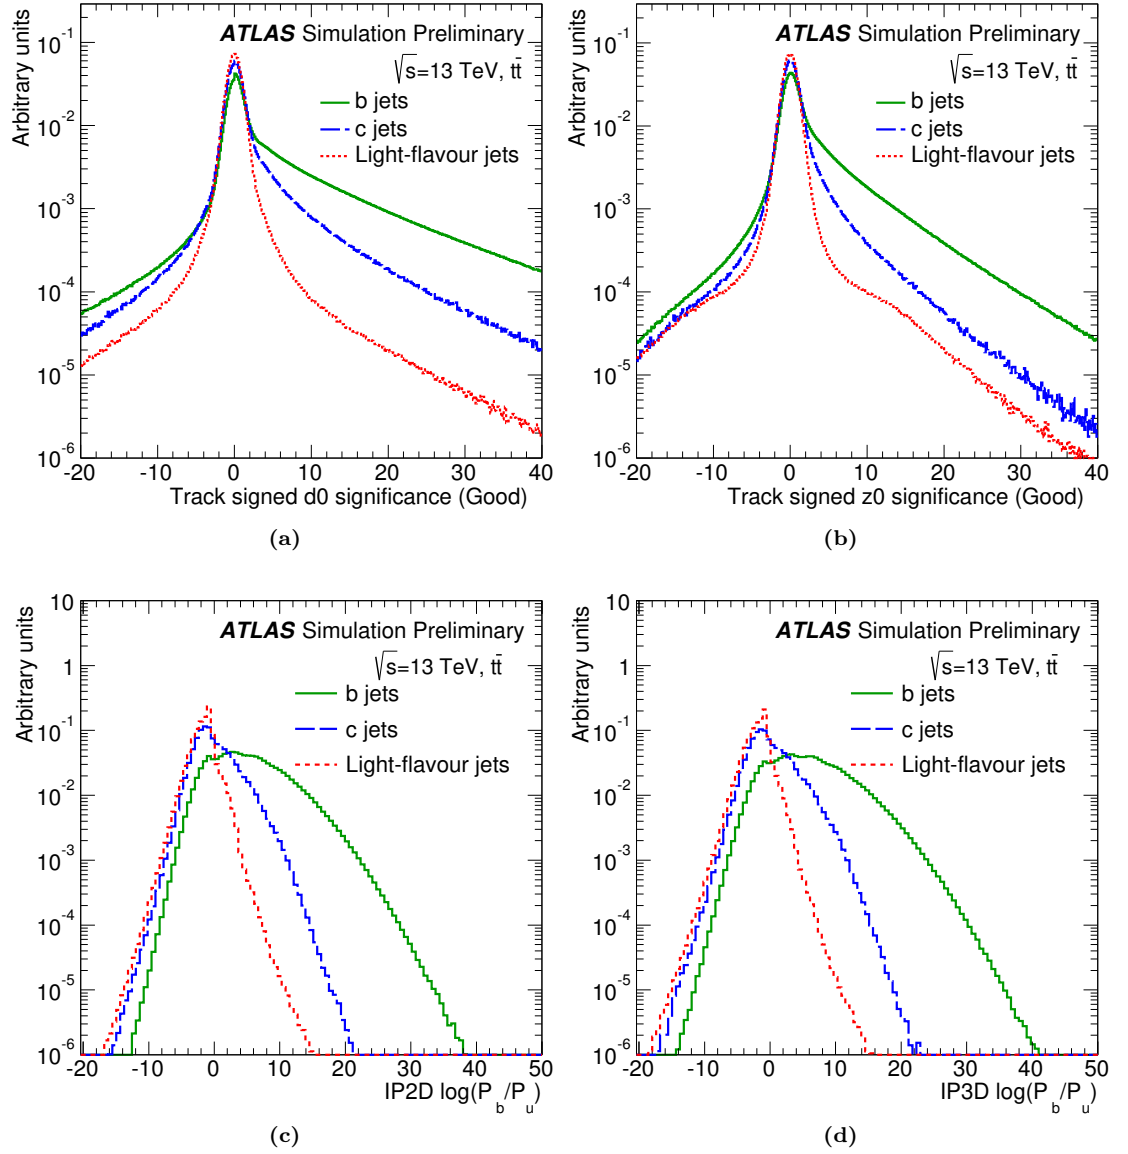 ATLAS Simulation Preliminary
√s=13 TeV, tt̄
b jets
c jets
Light-flavour jets
Arbitrary units
10⁻¹
10⁻²
10⁻³
10⁻⁴
10⁻⁵
10⁻⁶
-20 -10 0 10 20 30 40
Track signed d0 significance (Good)
(a)
ATLAS Simulation Preliminary
√s=13 TeV, tt̄
b jets
c jets
Light-flavour jets
Arbitrary units
10⁻¹
10⁻²
10⁻³
10⁻⁴
10⁻⁵
10⁻⁶
-20 -10 0 10 20 30 40
Track signed z0 significance (Good)
(b)
ATLAS Simulation Preliminary
√s=13 TeV, tt̄
b jets
c jets
Light-flavour jets
Arbitrary units
10
1
10⁻¹
10⁻²
10⁻³
10⁻⁴
10⁻⁵
10⁻⁶
-20 -10 0 10 20 30 40 50
IP2D log(P_b/P_u)
(c)
ATLAS Simulation Preliminary
√s=13 TeV, tt̄
b jets
c jets
Light-flavour jets
Arbitrary units
10
1
10⁻¹
10⁻²
10⁻³
10⁻⁴
10⁻⁵
10⁻⁶
-20 -10 0 10 20 30 40 50
IP3D log(P_b/P_u)
(d)